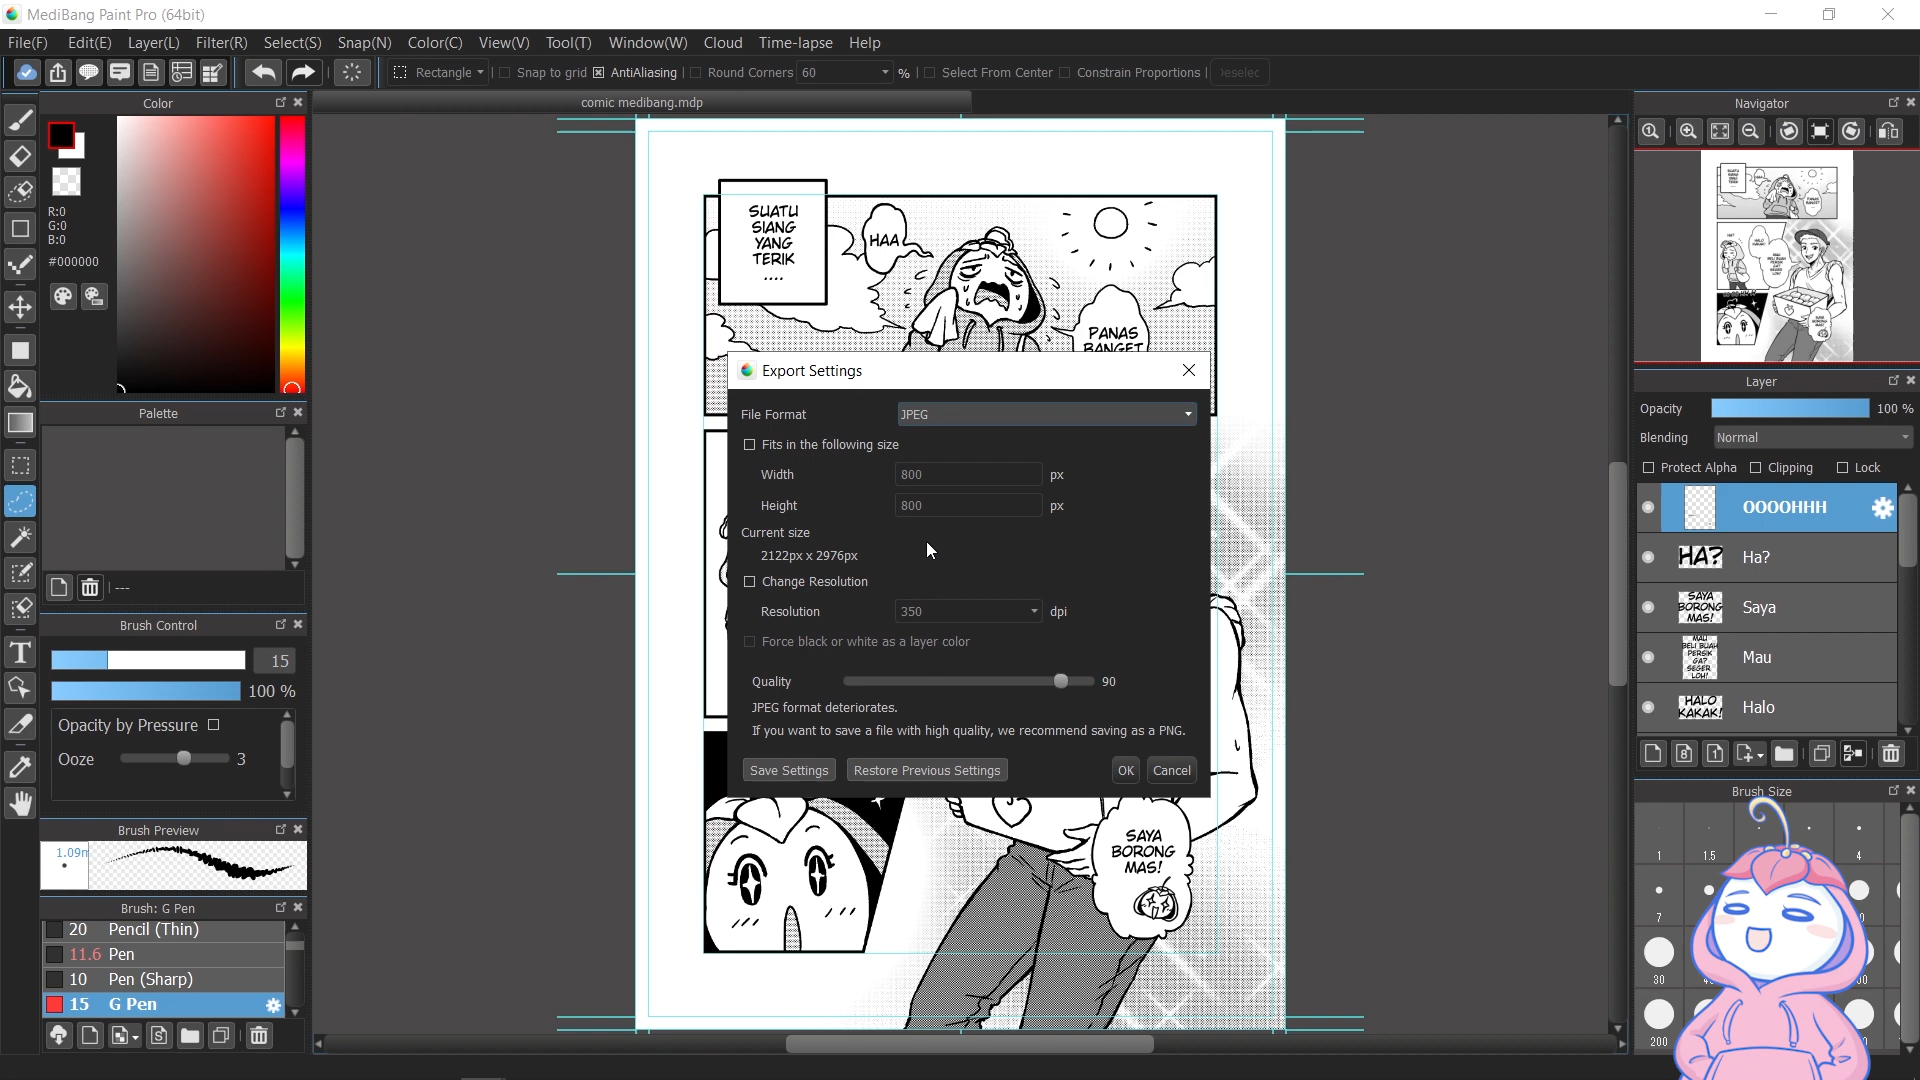 MediBang Paint Pro (64bit)
File(F) Edit(E) Layer(L) Filter(R) Select(S) Snap(N) Color(C) View(V) Tool(T) Window(W) Cloud Time-lapse Help
Rectangle Snap to grid AntiAliasing Round Corners 60 % Select From Center Constrain Proportions
Color
comic medibang.mdp
Navigator
R:0
G:0
B:0
#000000
SUATU
SIANG
YANG
TERIK
....
HAA
PANAS
BANGET
Palette
---
Brush Control
15
100 %
Opacity by Pressure
Ooze 3
Brush Preview
Brush: G Pen
20 Pencil (Thin)
11.6 Pen
10 Pen (Sharp)
15 G Pen
Export Settings
File Format JPEG
Fits in the following size
Width 800 px
Height 800 px
Current size
2122px x 2976px
Change Resolution
Resolution 350 dpi
Force black or white as a layer color
Quality 90
JPEG format deteriorates.
If you want to save a file with high quality, we recommend saving as a PNG.
Save Settings Restore Previous Settings OK Cancel
SAYA
BORONG
MAS!
Layer
Opacity 100 %
Blending Normal
Protect Alpha Clipping Lock
OOOOHHH
HA? Ha?
SAYA
BORONG
MAS!
Saya
MAU
BELI BUAH
PERSIK
GA?
SEGER
LOH!
Mau
HALO
KAKAK!
Halo
Brush Size
1 1.5 4
7
30
200